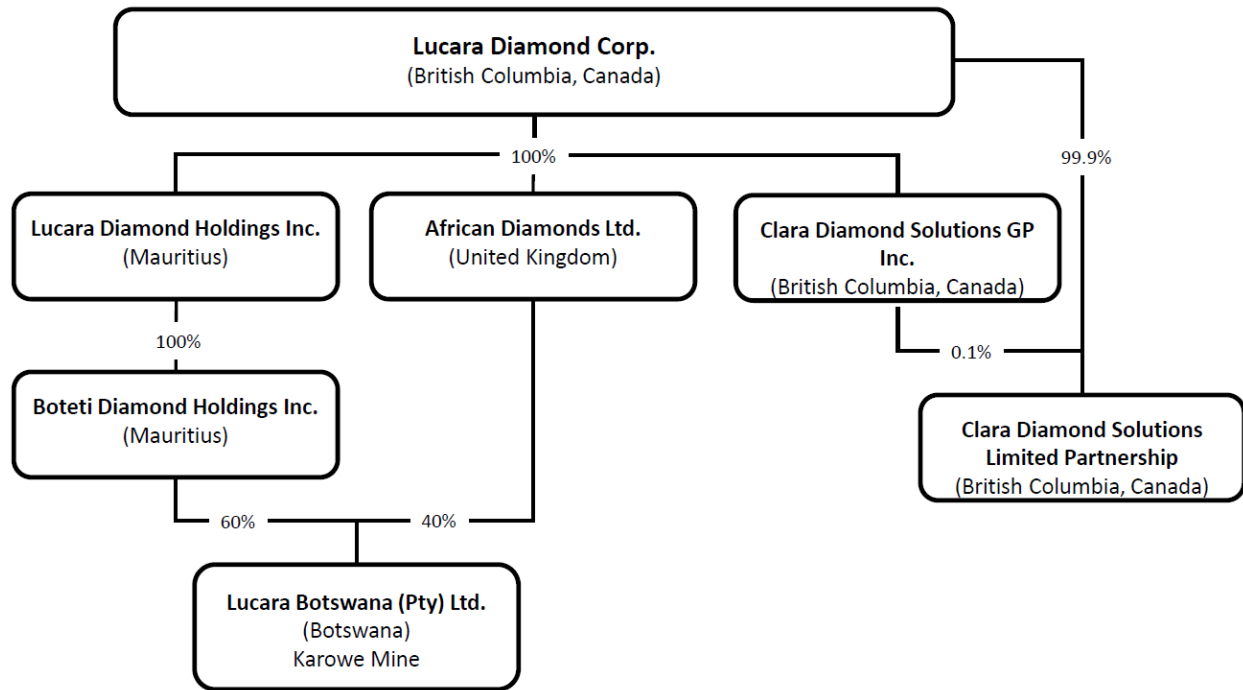 Lucara Diamond Corp.
(British Columbia, Canada)
100%
99.9%
Lucara Diamond Holdings Inc.
(Mauritius)
African Diamonds Ltd.
(United Kingdom)
Clara Diamond Solutions GP
Inc.
(British Columbia, Canada)
100%
0.1%
Boteti Diamond Holdings Inc.
(Mauritius)
Clara Diamond Solutions
Limited Partnership
(British Columbia, Canada)
60%
40%
Lucara Botswana (Pty) Ltd.
(Botswana)
Karowe Mine